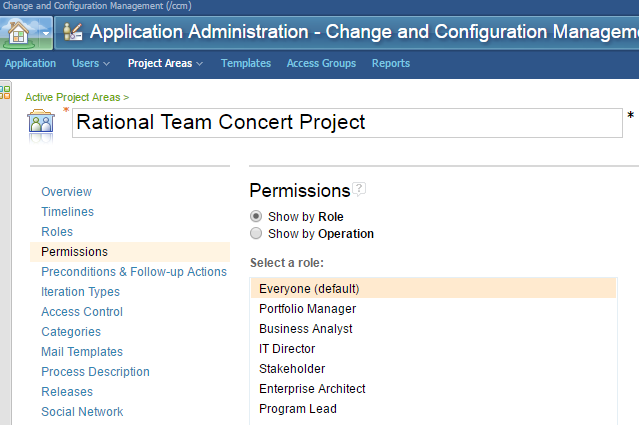 Change and Configuration Management (/ccm)
Application Administration - Change and Configuration Manageme
Application Users Project Areas Templates Access Groups Reports
Active Project Areas >
* Rational Team Concert Project *
Overview
Timelines
Roles
Permissions
Preconditions & Follow-up Actions
Iteration Types
Access Control
Categories
Mail Templates
Process Description
Releases
Social Network
Permissions ?
Show by Role
Show by Operation
Select a role:
Everyone (default)
Portfolio Manager
Business Analyst
IT Director
Stakeholder
Enterprise Architect
Program Lead